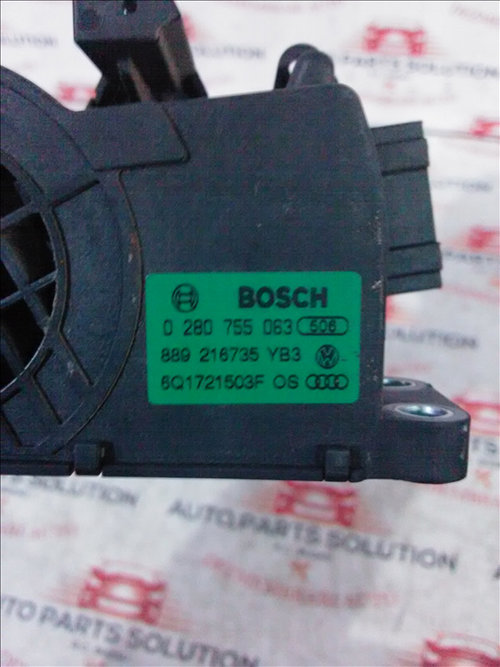 BOSCH
0 280 755 063 506
889 216735 YB3
6Q1721503F OS
AUTO PARTS SOLUTION
AUTO PARTS SOLUTION